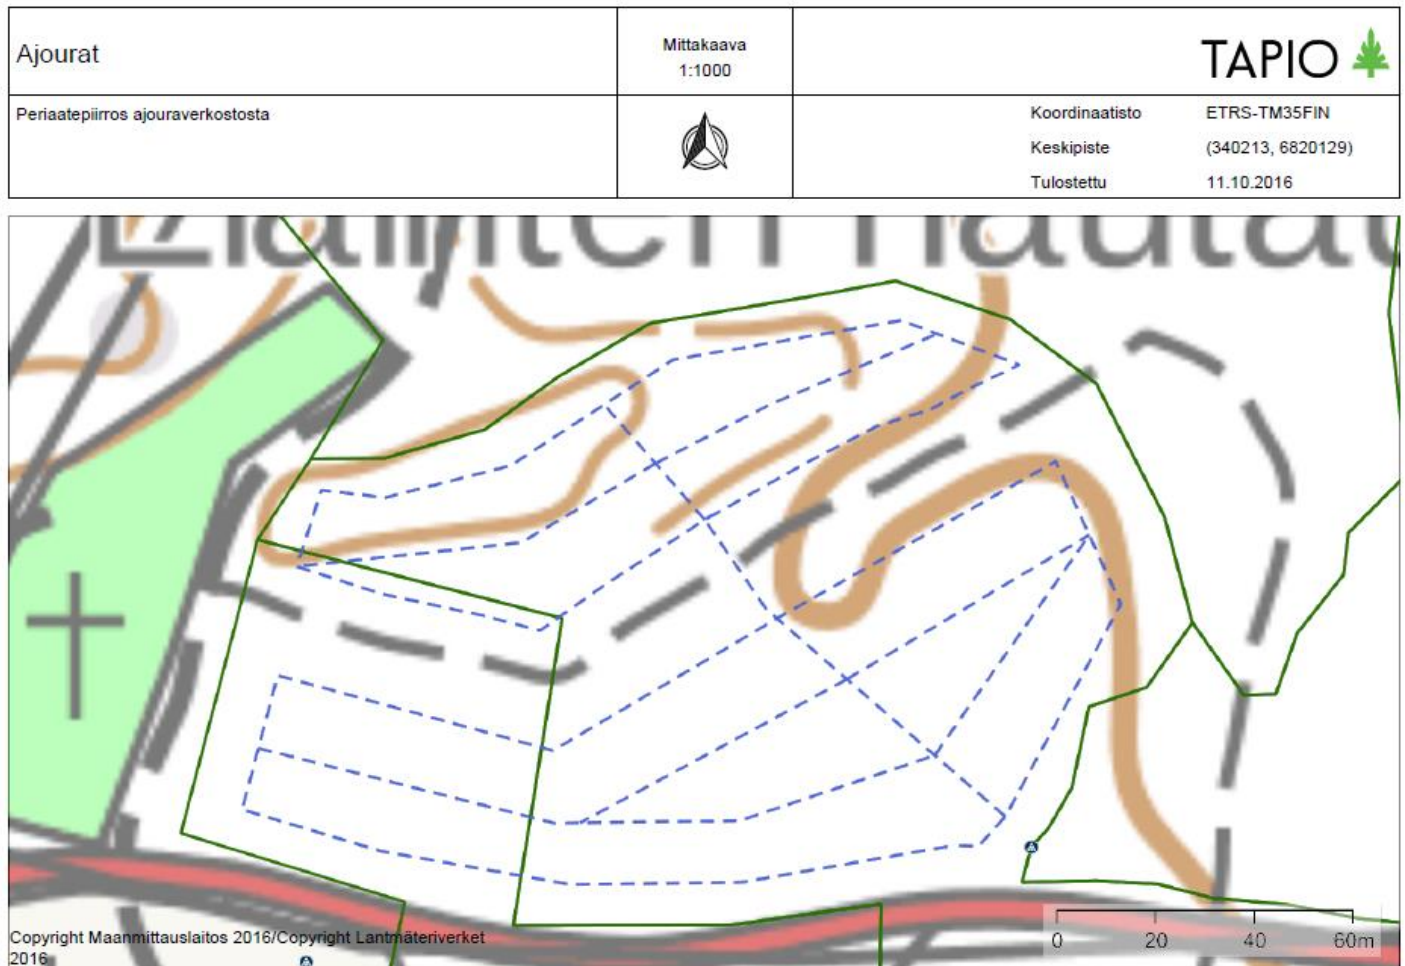 Ajourat
Mittakaava
1:1000
TAPIO
Periaatepiirros ajouraverkostosta
Koordinaatisto ETRS-TM35FIN
Keskipiste (340213, 6820129)
Tulostettu 11.10.2016
Copyright Maanmittauslaitos 2016/Copyright Lantmäteriverket
2016
0 20 40 60m